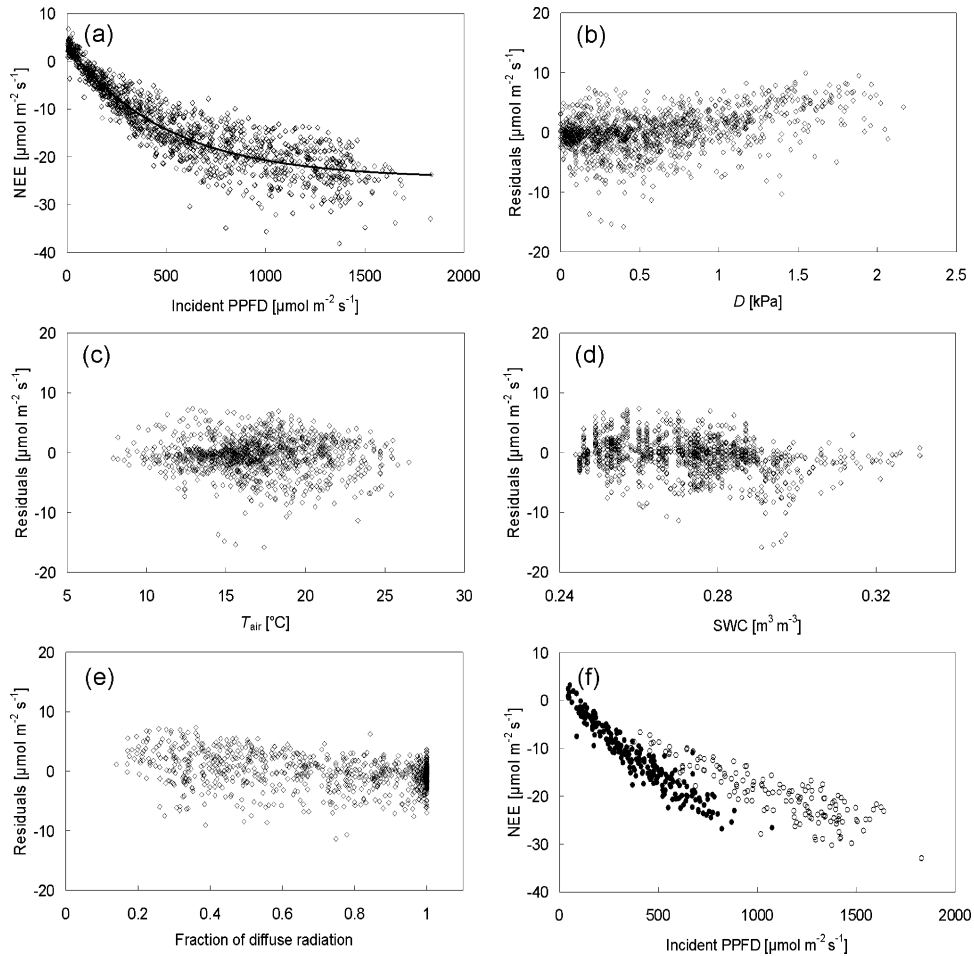 (a)
10
0
-10
-20
-30
-40
NEE [µmol m⁻² s⁻¹]
0 500 1000 1500 2000
Incident PPFD [µmol m⁻² s⁻¹]
(b)
20
10
0
-10
-20
Residuals [µmol m⁻² s⁻¹]
0 0.5 1 1.5 2 2.5
D [kPa]
(c)
20
10
0
-10
-20
Residuals [µmol m⁻² s⁻¹]
5 10 15 20 25 30
Tair [°C]
(d)
20
10
0
-10
-20
Residuals [µmol m⁻² s⁻¹]
0.24 0.28 0.32
SWC [m³ m⁻³]
(e)
20
10
0
-10
-20
Residuals [µmol m⁻² s⁻¹]
0 0.2 0.4 0.6 0.8 1
Fraction of diffuse radiation
(f)
10
0
-10
-20
-30
-40
NEE [µmol m⁻² s⁻¹]
0 500 1000 1500 2000
Incident PPFD [µmol m⁻² s⁻¹]